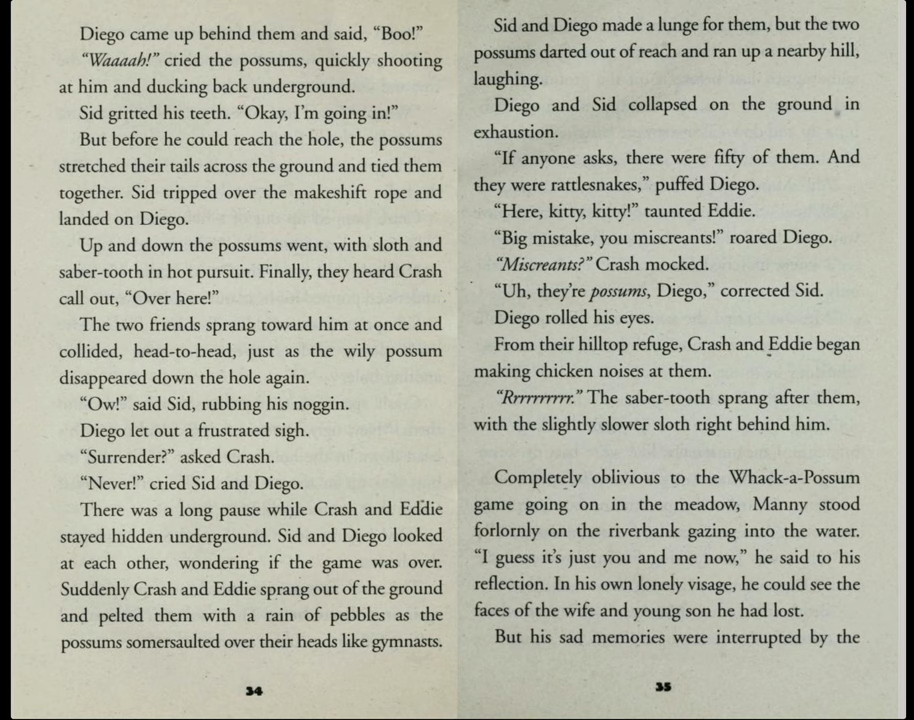 Diego came up behind them and said, “Boo!”
“Waaaah!” cried the possums, quickly shooting
at him and ducking back underground.
Sid gritted his teeth. “Okay, I’m going in!”
But before he could reach the hole, the possums
stretched their tails across the ground and tied them
together. Sid tripped over the makeshift rope and
landed on Diego.
Up and down the possums went, with sloth and
saber-tooth in hot pursuit. Finally, they heard Crash
call out, “Over here!”
The two friends sprang toward him at once and
collided, head-to-head, just as the wily possum
disappeared down the hole again.
“Ow!” said Sid, rubbing his noggin.
Diego let out a frustrated sigh.
“Surrender?” asked Crash.
“Never!” cried Sid and Diego.
There was a long pause while Crash and Eddie
stayed hidden underground. Sid and Diego looked
at each other, wondering if the game was over.
Suddenly Crash and Eddie sprang out of the ground
and pelted them with a rain of pebbles as the
possums somersaulted over their heads like gymnasts.
34
Sid and Diego made a lunge for them, but the two
possums darted out of reach and ran up a nearby hill,
laughing.
Diego and Sid collapsed on the ground in
exhaustion.
“If anyone asks, there were fifty of them. And
they were rattlesnakes,” puffed Diego.
“Here, kitty, kitty!” taunted Eddie.
“Big mistake, you miscreants!” roared Diego.
“Miscreants?” Crash mocked.
“Uh, they’re possums, Diego,” corrected Sid.
Diego rolled his eyes.
From their hilltop refuge, Crash and Eddie began
making chicken noises at them.
“Rrrrrrrrr.” The saber-tooth sprang after them,
with the slightly slower sloth right behind him.
Completely oblivious to the Whack-a-Possum
game going on in the meadow, Manny stood
forlornly on the riverbank gazing into the water.
“I guess it’s just you and me now,” he said to his
reflection. In his own lonely visage, he could see the
faces of the wife and young son he had lost.
But his sad memories were interrupted by the
35